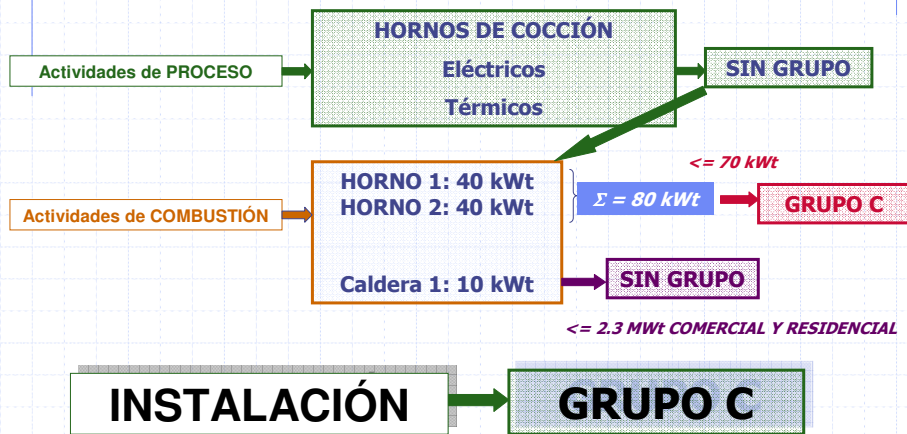 HORNOS DE COCCIÓN
Actividades de PROCESO
Eléctricos
SIN GRUPO
Térmicos
<= 70 kWt
HORNO 1: 40 kWt
HORNO 2: 40 kWt
Σ = 80 kWt
GRUPO C
Actividades de COMBUSTIÓN
Caldera 1: 10 kWt
SIN GRUPO
<= 2.3 MWt COMERCIAL Y RESIDENCIAL
INSTALACIÓN
GRUPO C